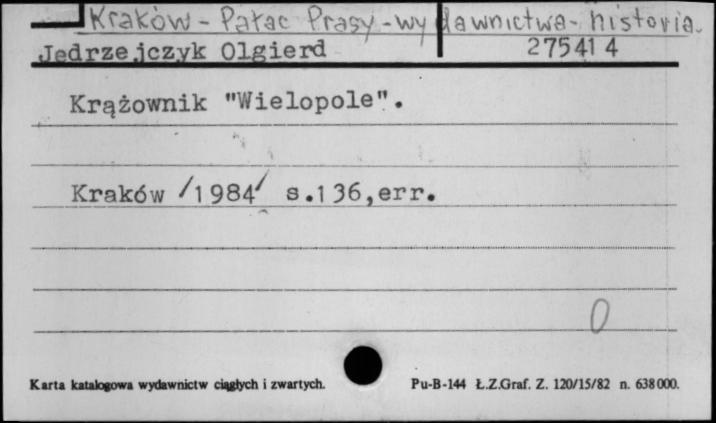 Kraków - Pałac Prasy - wydawnictwa - historia.
Jędrzejczyk Olgierd 275414
Krążownik "Wielopole".
Kraków /1984/ s.136,err.
0
Karta katalogowa wydawnictw ciągłych i zwartych. Pu-B-144 Ł.Z.Graf. Z. 120/15/82 n. 638000.